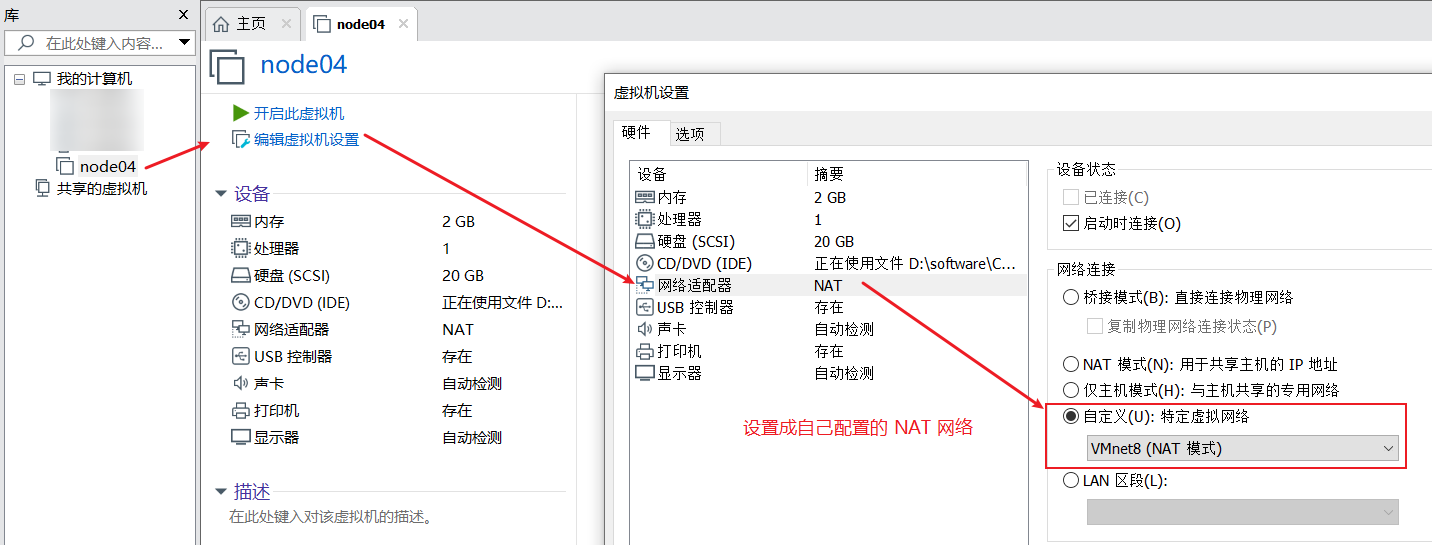 库
在此处键入内容...
我的计算机
node04
共享的虚拟机
主页
node04
node04
开启此虚拟机
编辑虚拟机设置
设备
内存 2 GB
处理器 1
硬盘 (SCSI) 20 GB
CD/DVD (IDE) 正在使用文件 D:...
网络适配器 NAT
USB 控制器 存在
声卡 自动检测
打印机 存在
显示器 自动检测
描述
在此处键入对该虚拟机的描述。
虚拟机设置
硬件 选项
设备 摘要
内存 2 GB
处理器 1
硬盘 (SCSI) 20 GB
CD/DVD (IDE) 正在使用文件 D:\software\C...
网络适配器 NAT
USB 控制器 存在
声卡 自动检测
打印机 存在
显示器 自动检测
设置成自己配置的 NAT 网络
设备状态
已连接(C)
启动时连接(O)
网络连接
桥接模式(B): 直接连接物理网络
复制物理网络连接状态(P)
NAT 模式(N): 用于共享主机的 IP 地址
仅主机模式(H): 与主机共享的专用网络
自定义(U): 特定虚拟网络
VMnet8 (NAT 模式)
LAN 区段(L):